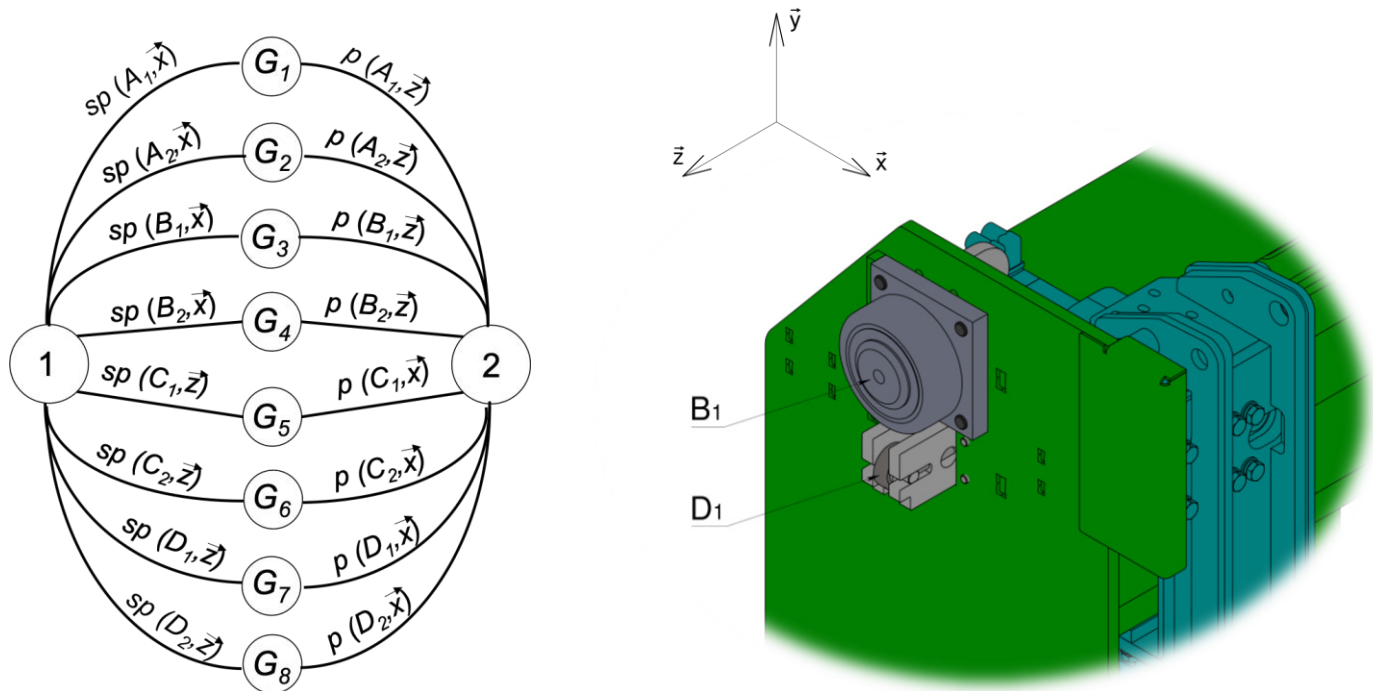 G₁
sp (A₁,x⃗)
p (A₁,z⃗)
G₂
sp (A₂,x⃗)
p (A₂,z⃗)
G₃
sp (B₁,x⃗)
p (B₁,z⃗)
G₄
sp (B₂,x⃗)
p (B₂,z⃗)
1
2
sp (C₁,z⃗)
p (C₁,x⃗)
G₅
sp (C₂,z⃗)
p (C₂,x⃗)
G₆
sp (D₁,z⃗)
p (D₁,x⃗)
G₇
sp (D₂,z⃗)
p (D₂,x⃗)
G₈
y⃗
z⃗
x⃗
B₁
D₁